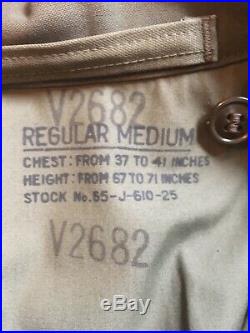 V2682
REGULAR MEDIUM
CHEST: FROM 37 TO 41 INCHES
HEIGHT: FROM 67 TO 71 INCHES
STOCK No. 65-J-610-25
V2682